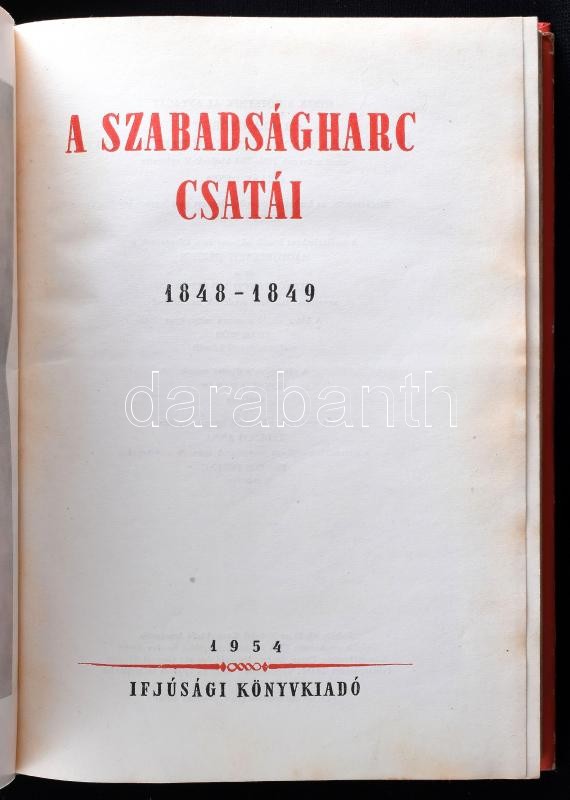 A SZABADSÁGHARC
CSATÁI
1848-1849
darabanth
1954
IFJÚSÁGI KÖNYVKIADÓ